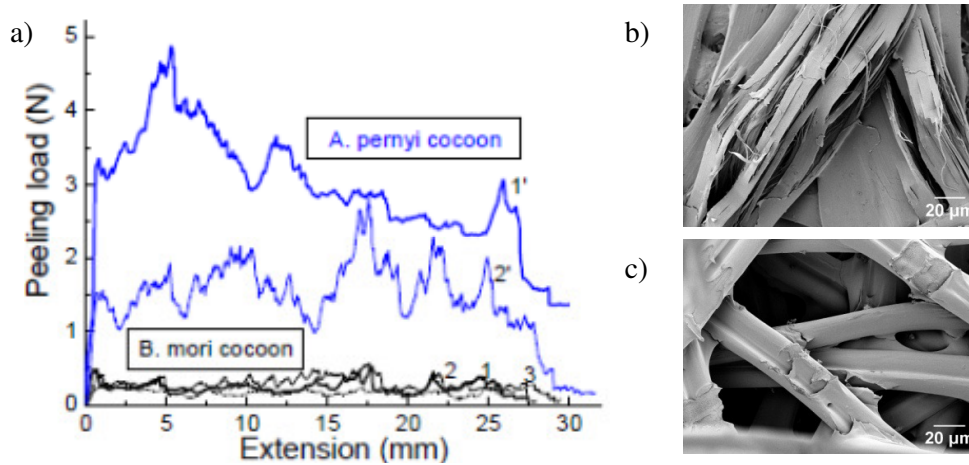 a)
Peeling load (N)
5
4
3
2
1
0
A. pernyi cocoon
1'
2'
B. mori cocoon
2
1
3
0
5
10
15
20
25
30
Extension (mm)
b)
20 µm
c)
20 µm